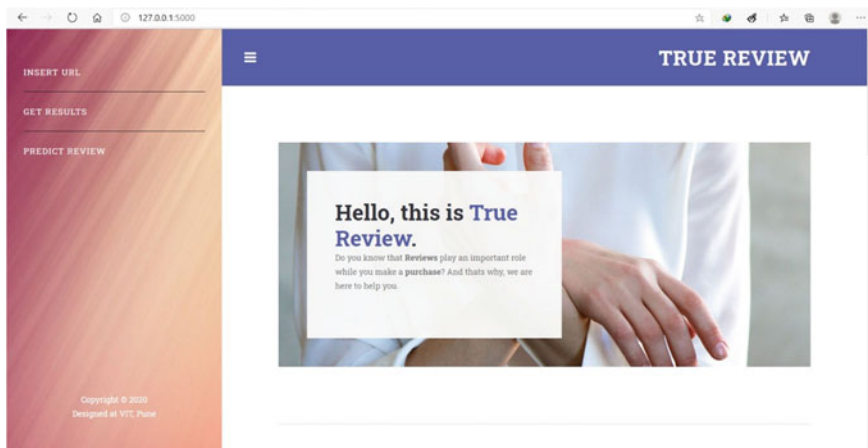 127.0.0.1:5000
INSERT URL
GET RESULTS
PREDICT REVIEW
Copyright © 2020
Designed at VIT, Pune
TRUE REVIEW
Hello, this is True
Review.
Do you know that Reviews play an important role
while you make a purchase? And thats why, we are
here to help you.